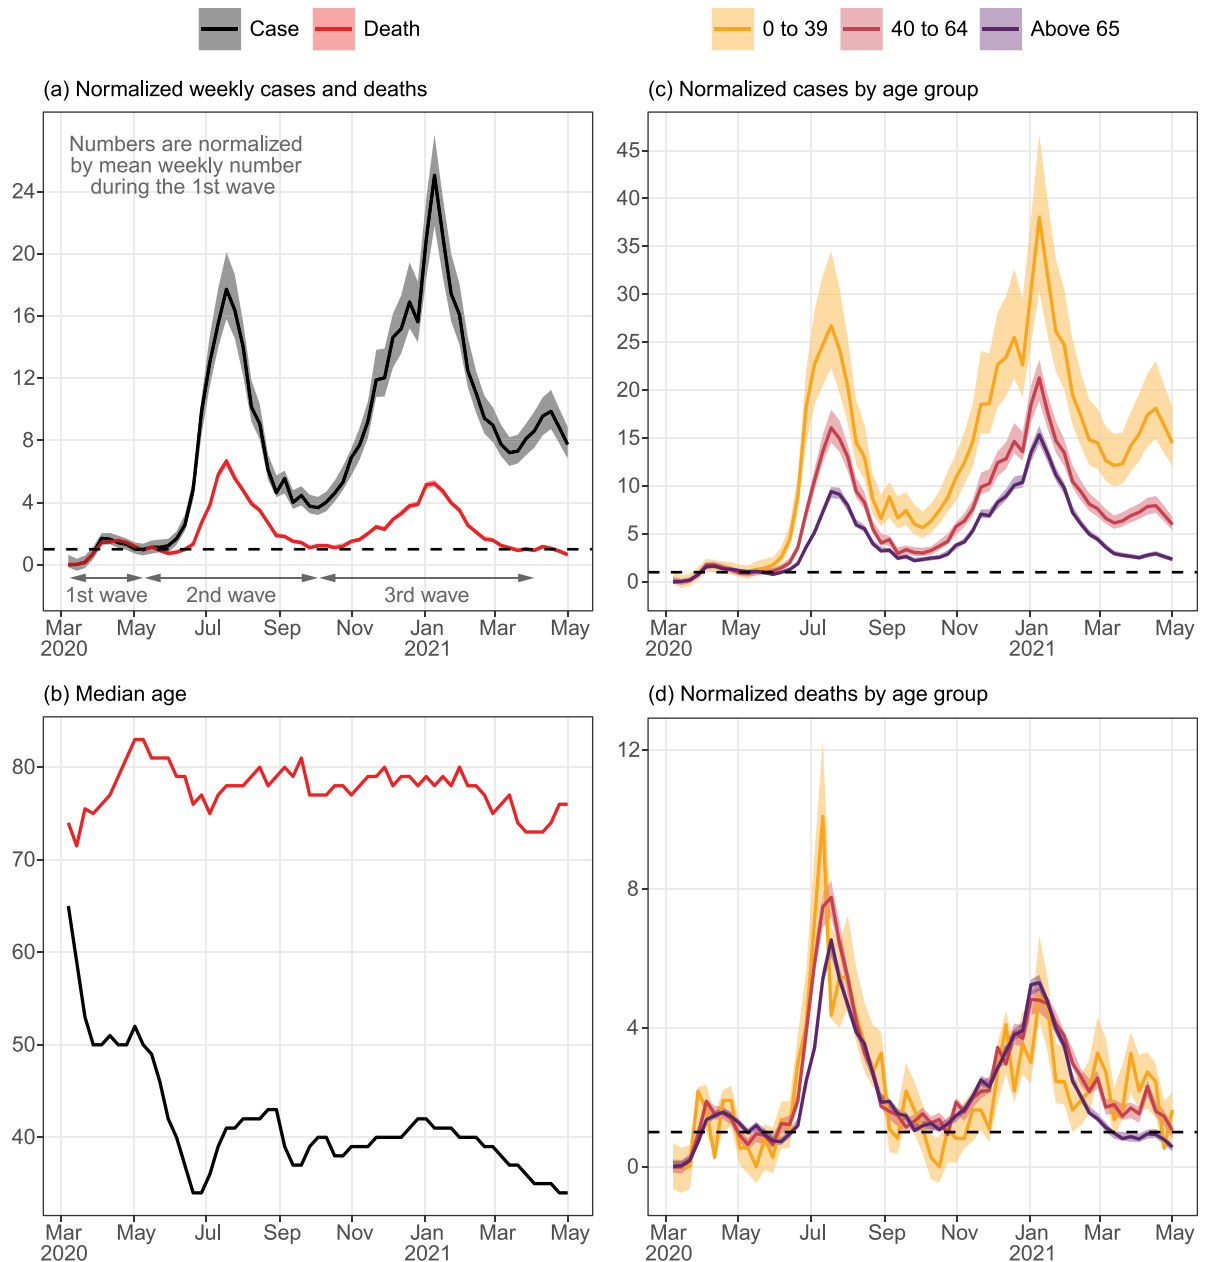 Case
Death
0 to 39
40 to 64
Above 65
(a) Normalized weekly cases and deaths
Numbers are normalized
by mean weekly number
during the 1st wave
24
20
16
12
8
4
0
1st wave
2nd wave
3rd wave
Mar
2020
May
Jul
Sep
Nov
Jan
2021
Mar
May
(c) Normalized cases by age group
45
40
35
30
25
20
15
10
5
0
Mar
2020
May
Jul
Sep
Nov
Jan
2021
Mar
May
(b) Median age
80
70
60
50
40
Mar
2020
May
Jul
Sep
Nov
Jan
2021
Mar
May
(d) Normalized deaths by age group
12
8
4
0
Mar
2020
May
Jul
Sep
Nov
Jan
2021
Mar
May